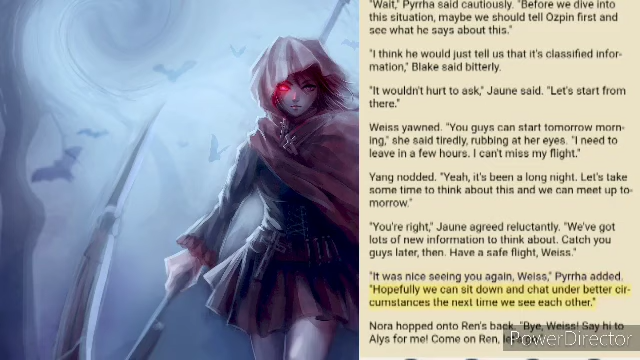 "Wait," Pyrrha said cautiously. "Before we dive into
this situation, maybe we should tell Ozpin first and
see what he says about this."
"I think he would just tell us that it's classified infor-
mation," Blake said bitterly.
"It wouldn't hurt to ask," Jaune said. "Let's start from
there."
Weiss yawned. "You guys can start tomorrow morn-
ing," she said tiredly, rubbing at her eyes. "I need to
leave in a few hours. I can't miss my flight."
Yang nodded. "Yeah, it's been a long night. Let's take
some time to think about this and we can meet up to-
morrow."
"You're right," Jaune agreed reluctantly. "We've got
lots of new information to think about. Catch you
guys later, then. Have a safe flight, Weiss."
"It was nice seeing you again, Weiss," Pyrrha added.
"Hopefully we can sit down and chat under better cir-
cumstances the next time we see each other."
Nora hopped onto Ren's back. "Bye, Weiss! Say hi to
Alys for me! Come on Ren,
PowerDirector